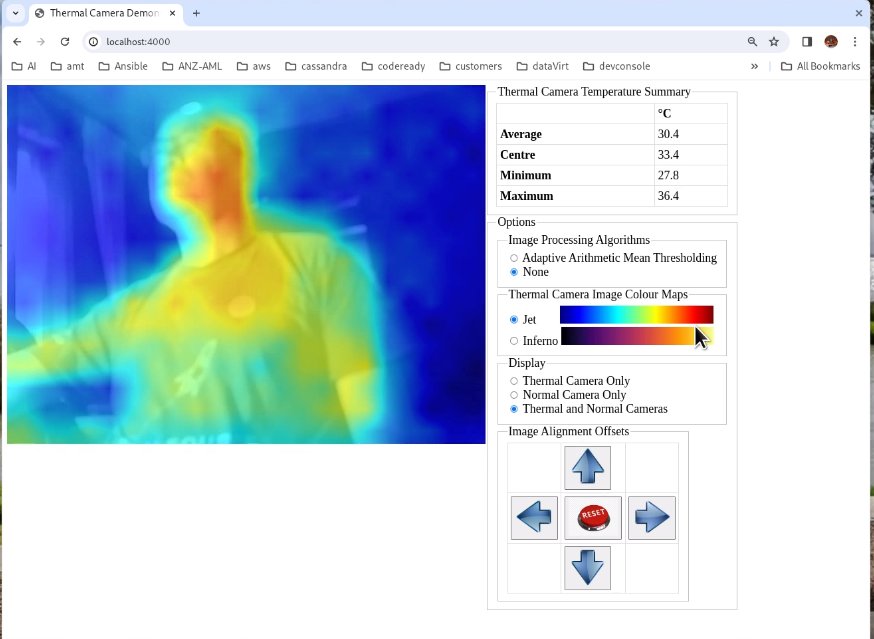 Thermal Camera Demon
localhost:4000
AI amt Ansible ANZ-AML aws cassandra codeready customers dataVirt devconsole » All Bookmarks
Thermal Camera Temperature Summary
°C
Average 30.4
Centre 33.4
Minimum 27.8
Maximum 36.4
Options
Image Processing Algorithms
Adaptive Arithmetic Mean Thresholding
None
Thermal Camera Image Colour Maps
Jet
Inferno
Display
Thermal Camera Only
Normal Camera Only
Thermal and Normal Cameras
Image Alignment Offsets
RESET